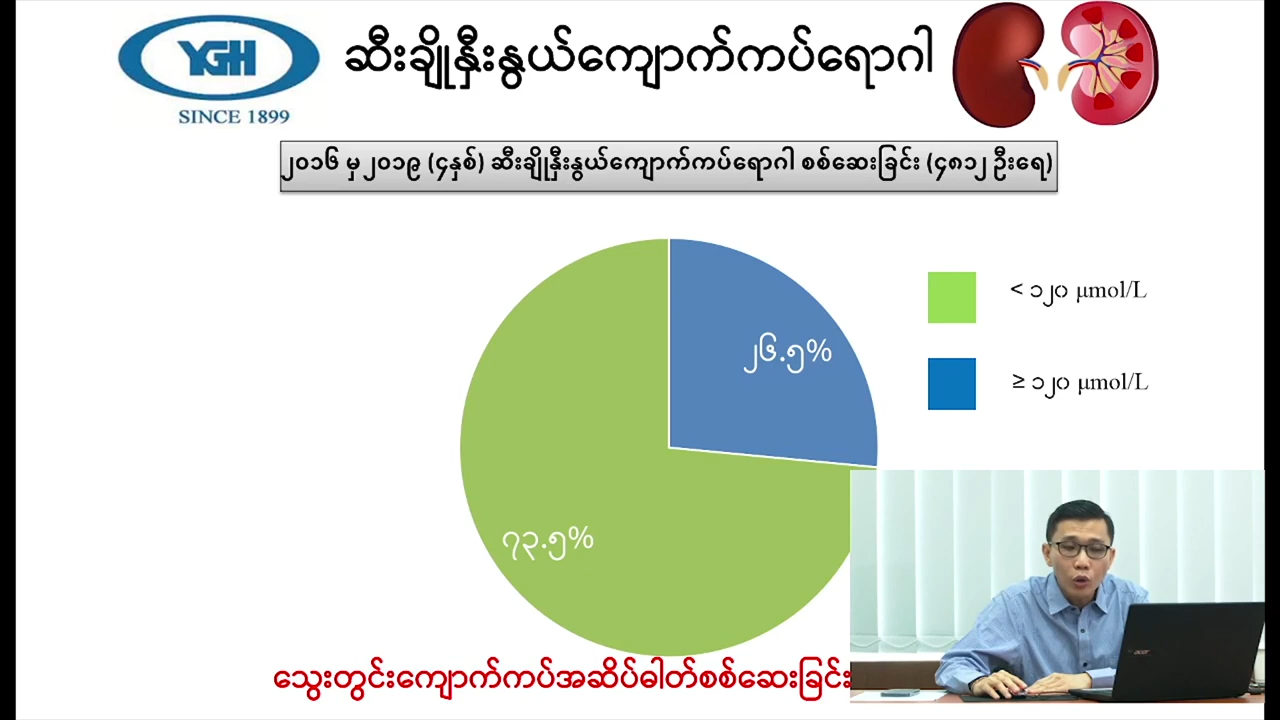 YGH
SINCE 1899
ဆီးချိုနှီးနွယ်ကျောက်ကပ်ရောဂါ
၂၀၁၆ မှ ၂၀၁၉ (၄နှစ်) ဆီးချိုနှီးနွယ်ကျောက်ကပ်ရောဂါ စစ်ဆေးခြင်း (၄၈၁၂ ဦးရေ)
< ၁၂၀ µmol/L
≥ ၁၂၀ µmol/L
၂၆.၅%
၇၃.၅%
သွေးတွင်းကျောက်ကပ်အဆိပ်ဓါတ်စစ်ဆေးခြင်း
acer